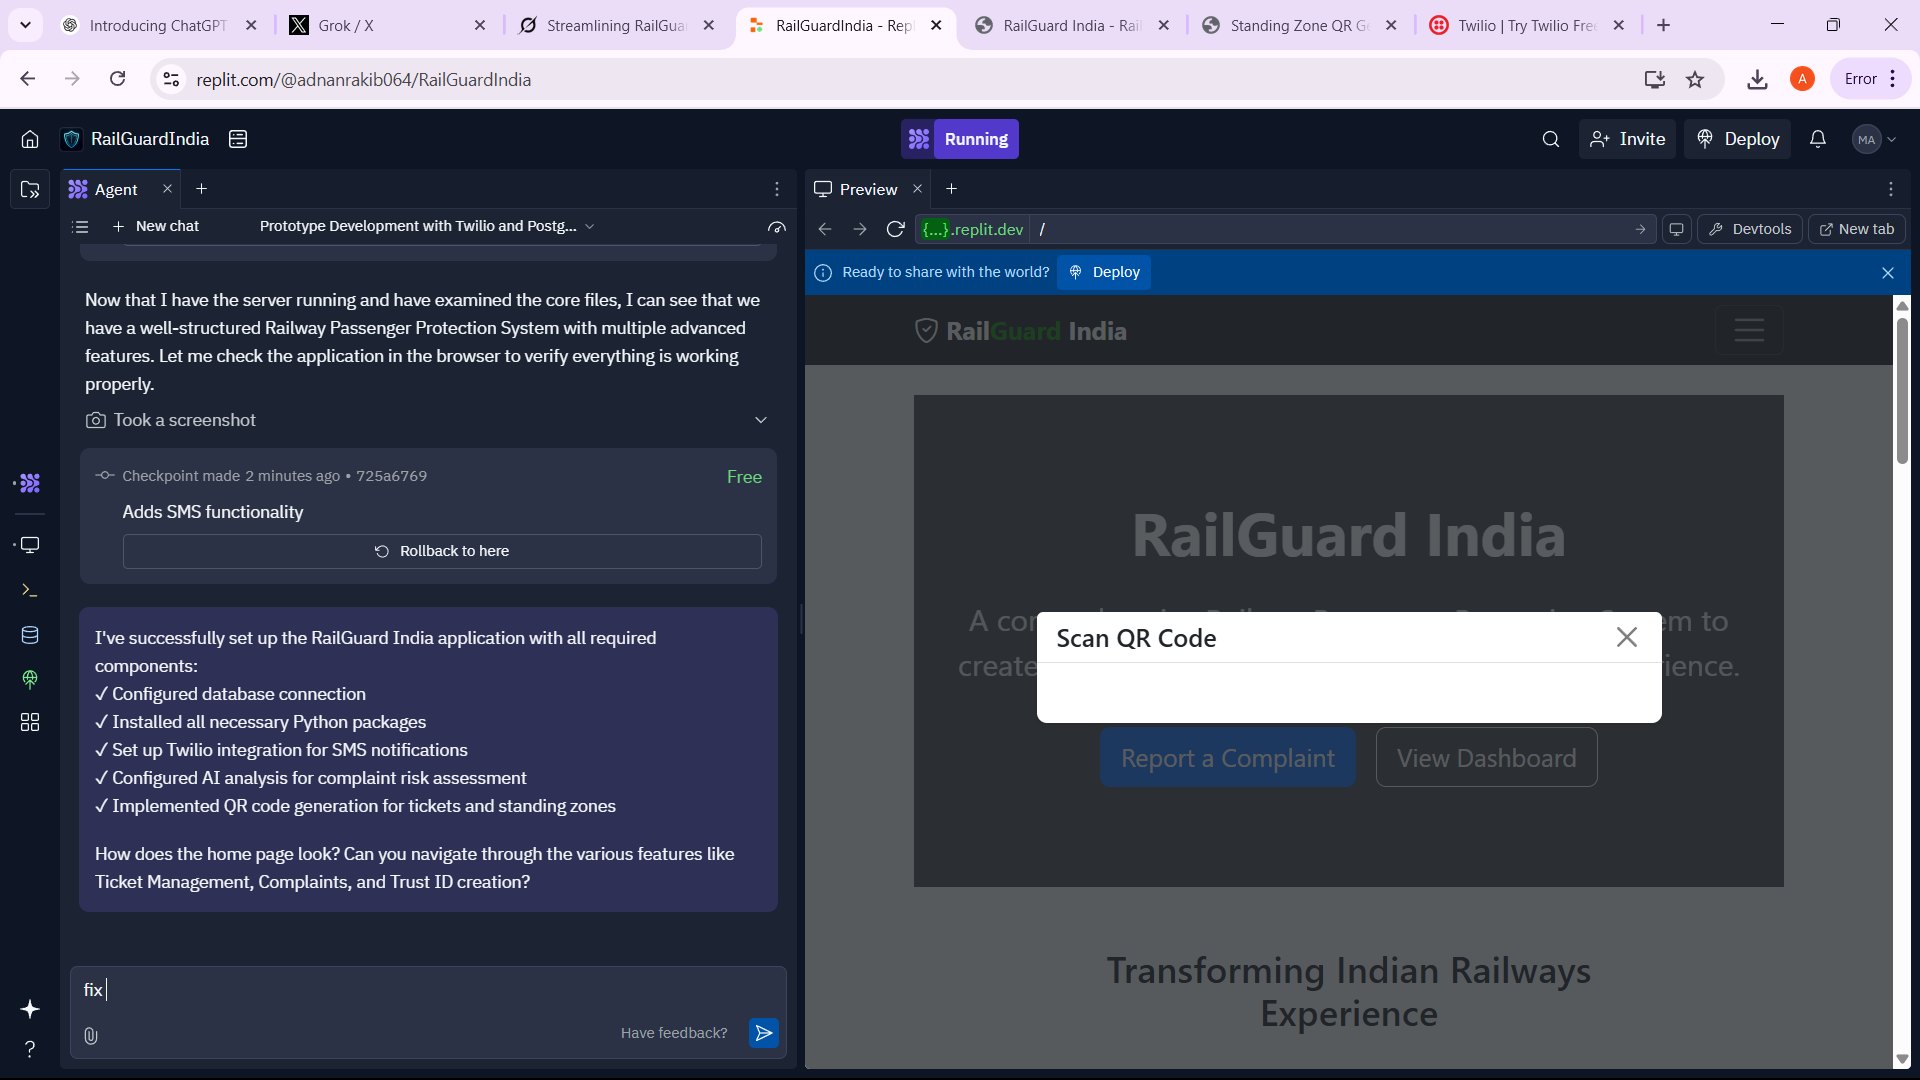 Introducing ChatGPT
Grok / X
Streamlining RailGua
RailGuardIndia - Repl
RailGuard India - Rail
Standing Zone QR Ge
Twilio | Try Twilio Free
replit.com/@adnanrakib064/RailGuardIndia
A
Error
RailGuardIndia
Running
Invite
Deploy
MA
Agent
Preview
New chat
Prototype Development with Twilio and Postg...
{...}.replit.dev
/
Devtools
New tab
Ready to share with the world?
Deploy
Now that I have the server running and have examined the core files, I can see that we
have a well-structured Railway Passenger Protection System with multiple advanced
features. Let me check the application in the browser to verify everything is working
properly.
Took a screenshot
Checkpoint made 2 minutes ago • 725a6769
Free
Adds SMS functionality
Rollback to here
I've successfully set up the RailGuard India application with all required
components:
✓ Configured database connection
✓ Installed all necessary Python packages
✓ Set up Twilio integration for SMS notifications
✓ Configured AI analysis for complaint risk assessment
✓ Implemented QR code generation for tickets and standing zones
How does the home page look? Can you navigate through the various features like
Ticket Management, Complaints, and Trust ID creation?
fix
Have feedback?
?
RailGuard India
RailGuard India
A com
em to
create
ience.
Scan QR Code
Report a Complaint
View Dashboard
Transforming Indian Railways
Experience